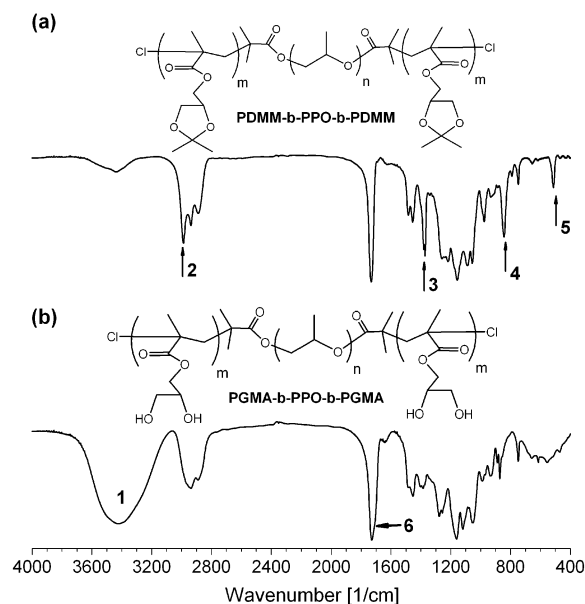 (a)
Cl m O O n O O m Cl
O O O O
O O O O
PDMM-b-PPO-b-PDMM
2 3 4 5
(b)
Cl m O O n O O m Cl
O O O O
PGMA-b-PPO-b-PGMA
HO OH HO OH
1
6
4000 3600 3200 2800 2400 2000 1600 1200 800 400
Wavenumber [1/cm]